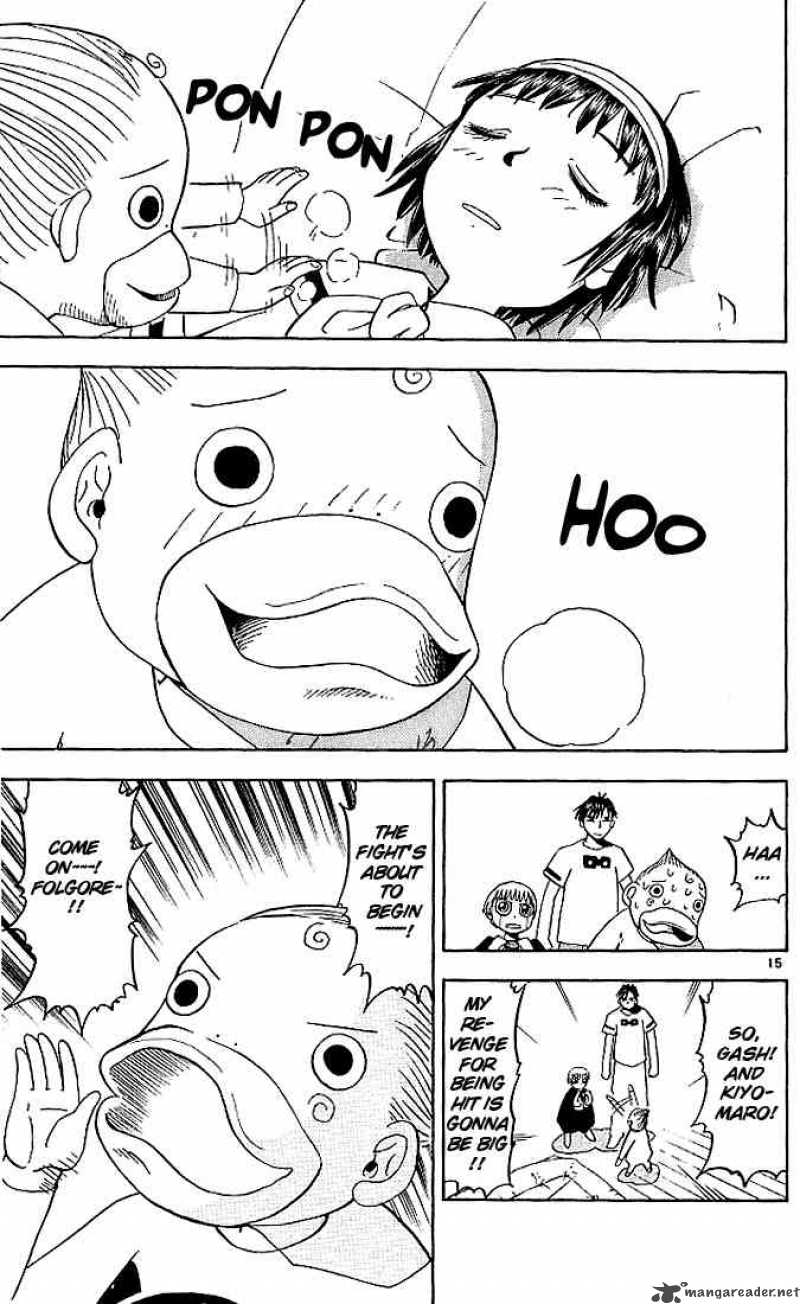 PON PON
HOO
HAA
...
15
SO,
GASH!
AND
KIYO-
MARO!
MY
RE-
VENGE
FOR
BEING
HIT IS
GONNA
BE BIG
!!
THE
FIGHT'S
ABOUT
TO
BEGIN
~~~!
COME
ON~~!
FOLGORE-
!!
mangareader.net